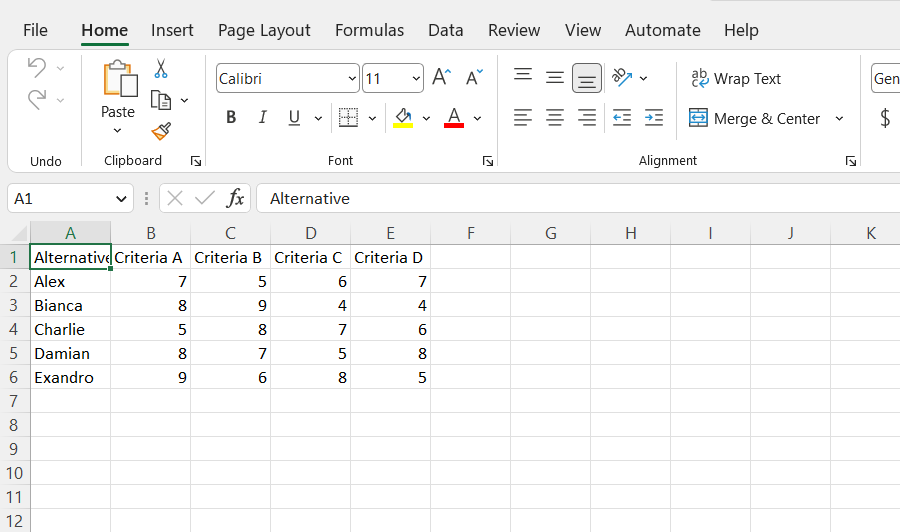 File Home Insert Page Layout Formulas Data Review View Automate Help
Calibri 11 A A ab Wrap Text Gen
Paste B I U A Merge & Center $
Undo Clipboard Font Alignment
A1 fx Alternative
A B C D E F G H I J K
1 Alternative Criteria A Criteria B Criteria C Criteria D
2 Alex 7 5 6 7
3 Bianca 8 9 4 4
4 Charlie 5 8 7 6
5 Damian 8 7 5 8
6 Exandro 9 6 8 5
7
8
9
10
11
12